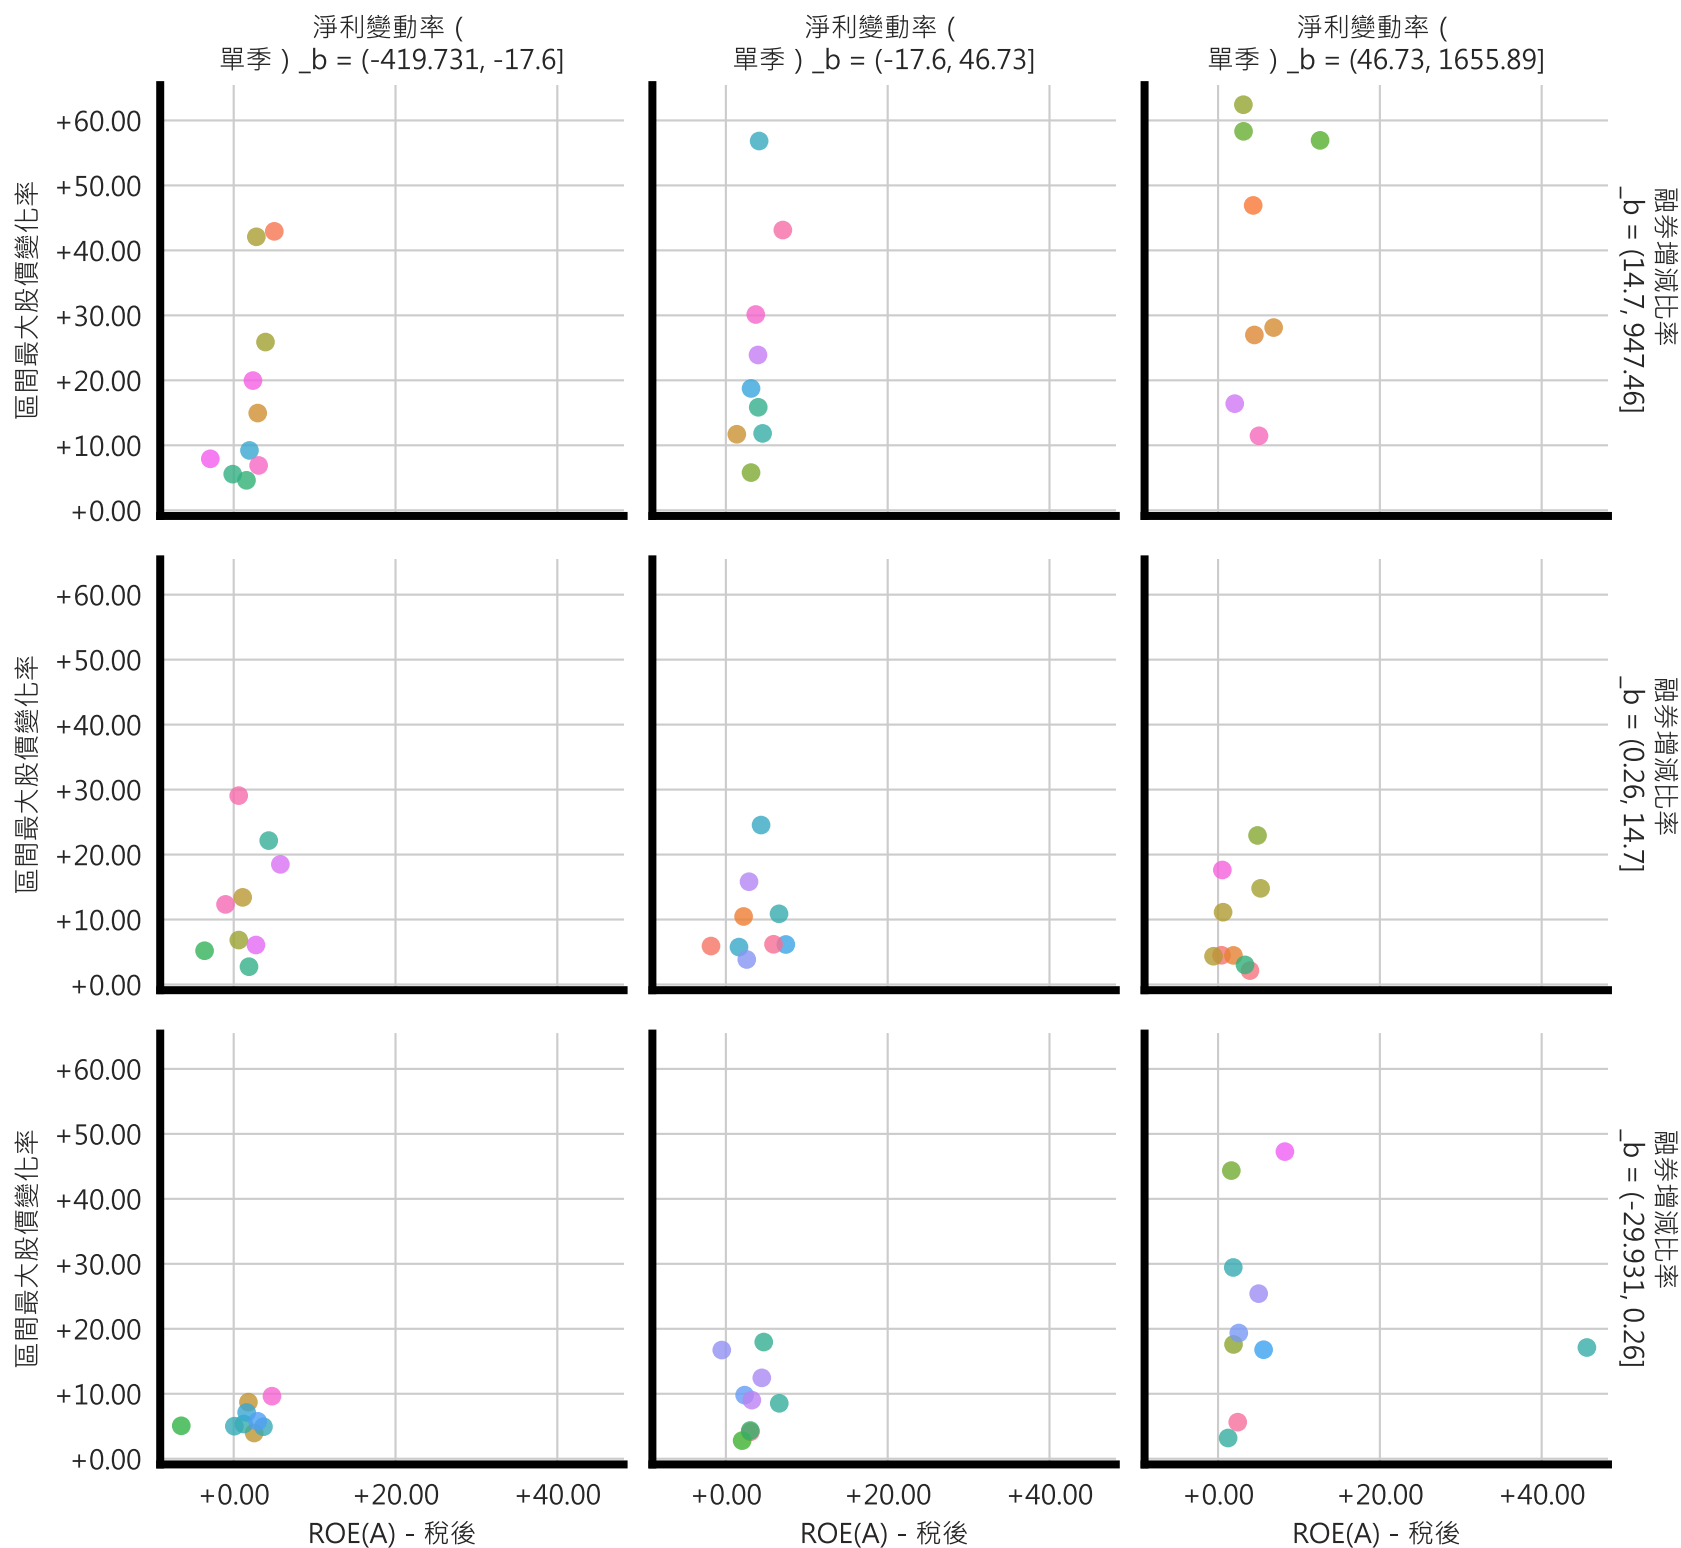 淨利變動率 (
單季 ) _b = (-419.731, -17.6]
淨利變動率 (
單季 ) _b = (-17.6, 46.73]
淨利變動率 (
單季 ) _b = (46.73, 1655.89]
區間最大股價變化率
+60.00
+50.00
+40.00
+30.00
+20.00
+10.00
+0.00
融券增減比率
_b = (14.7, 947.46]
區間最大股價變化率
+60.00
+50.00
+40.00
+30.00
+20.00
+10.00
+0.00
融券增減比率
_b = (0.26, 14.7]
區間最大股價變化率
+60.00
+50.00
+40.00
+30.00
+20.00
+10.00
+0.00
融券增減比率
_b = (-29.931, 0.26]
+0.00 +20.00 +40.00
ROE(A) - 稅後
+0.00 +20.00 +40.00
ROE(A) - 稅後
+0.00 +20.00 +40.00
ROE(A) - 稅後